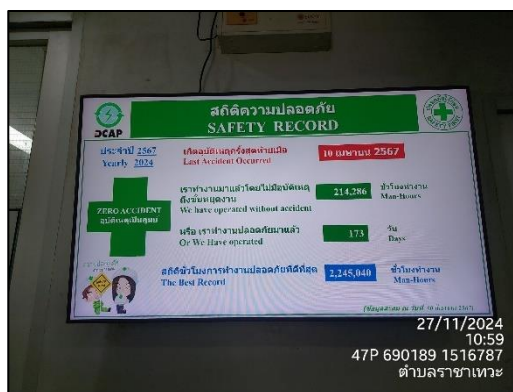 สถิติความปลอดภัย
SAFETY RECORD
DCAP
ประจำปี 2567
Yearly 2024
เกิดอุบัติเหตุครั้งสุดท้ายเมื่อ
Last Accident Occurred
10 เมษายน 2567
เราทำงานมาแล้วโดยไม่มีอุบัติเหตุ
ถึงขั้นหยุดงาน
We have operated without accident
214,286
ชั่วโมงทำงาน
Man-Hours
ZERO ACCIDENT
อุบัติเหตุเป็นศูนย์
หรือ เราทำงานปลอดภัยมาแล้ว
Or We Have operated
173
วัน
Days
สถิติชั่วโมงการทำงานปลอดภัยที่ดีที่สุด
The Best Record
2,245,040
ชั่วโมงทำงาน
Man-Hours
27/11/2024
10:59
47P 690189 1516787
ตำบลราชาเทวะ